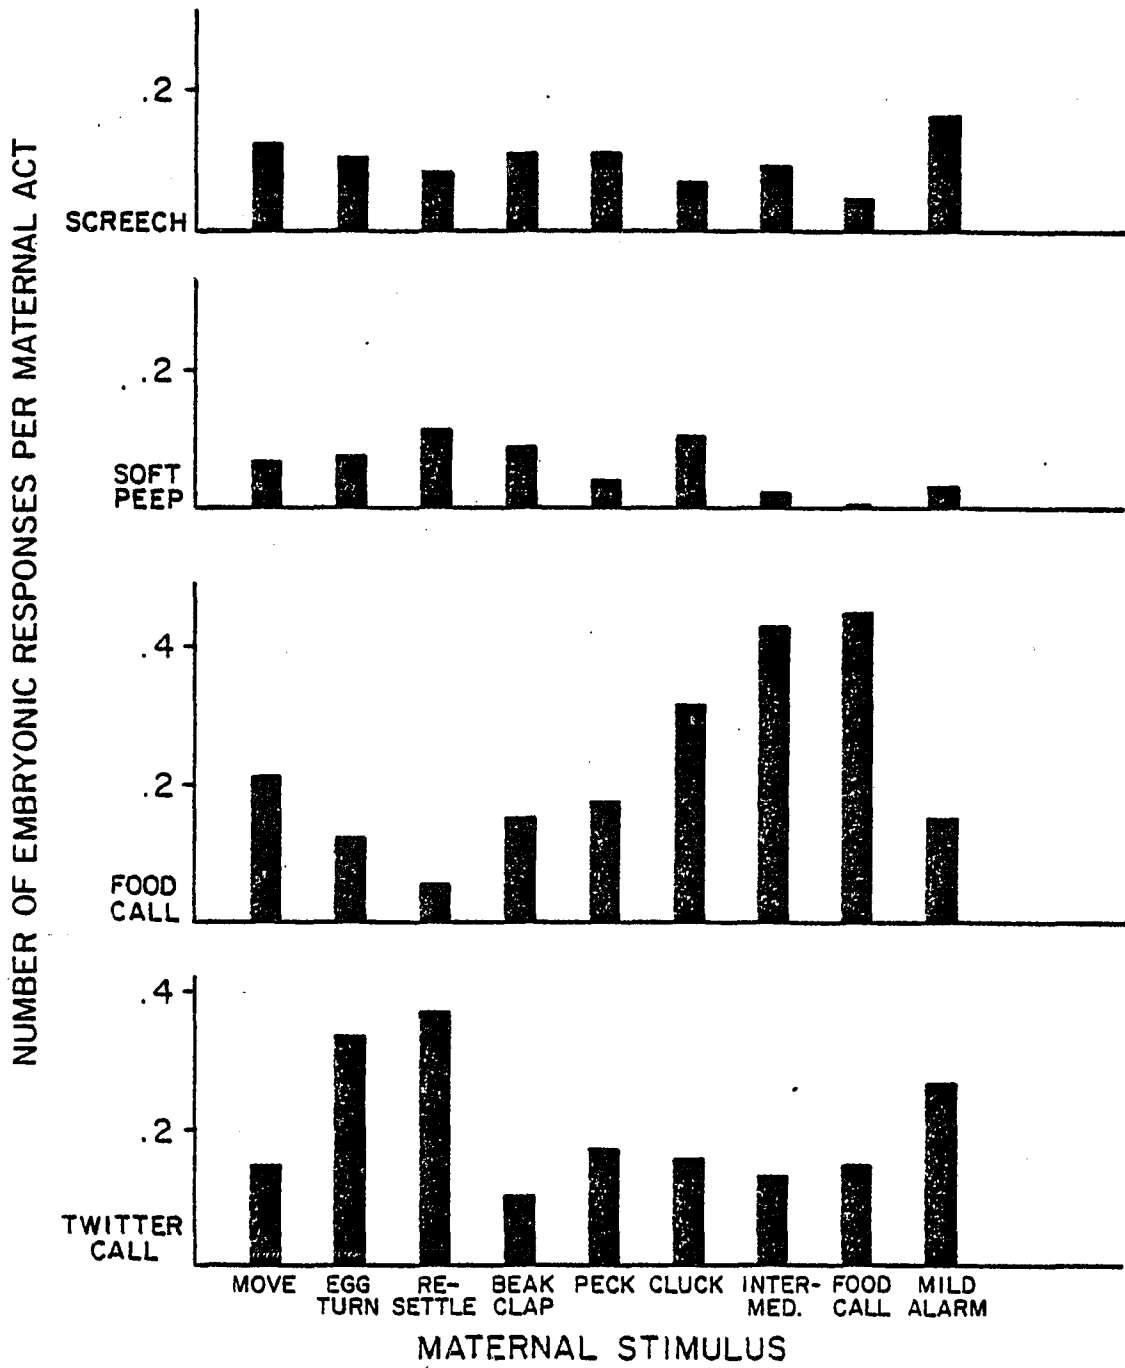 NUMBER OF EMBRYONIC RESPONSES PER MATERNAL ACT
.2
SCREECH
.2
SOFT
PEEP
.4
.2
FOOD
CALL
.4
.2
TWITTER
CALL
MOVE
EGG
TURN
RE-
SETTLE
BEAK
CLAP
PECK
CLUCK
INTER-
MED.
FOOD
CALL
MILD
ALARM
MATERNAL STIMULUS